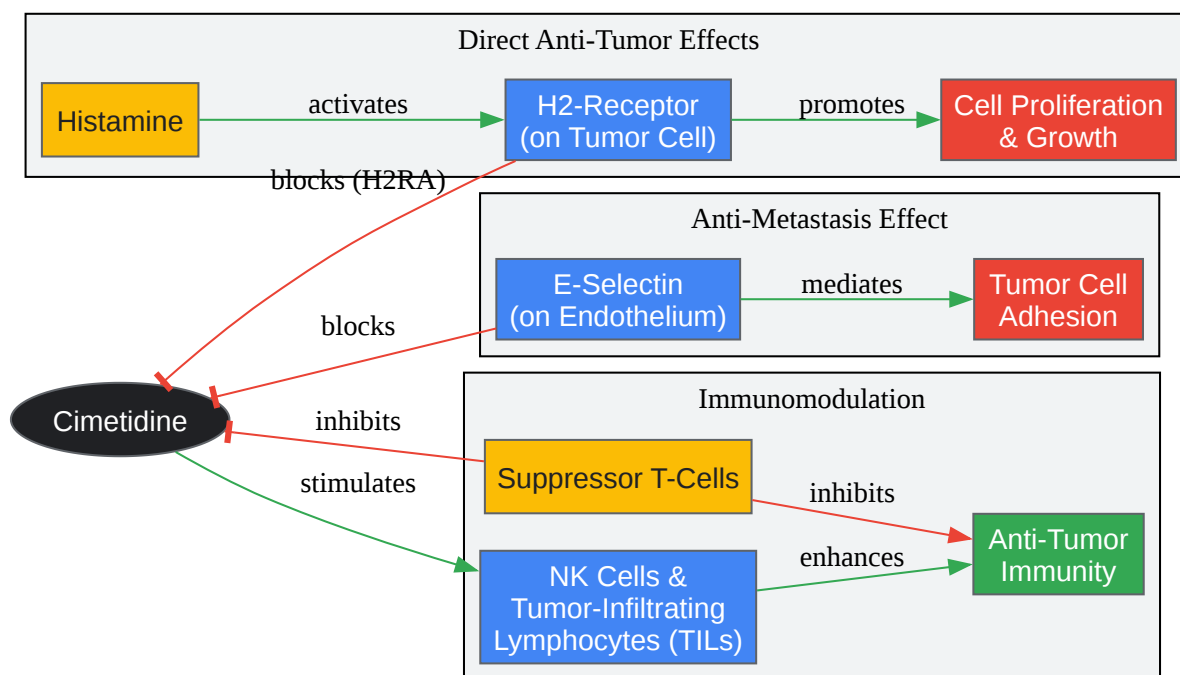 Direct Anti-Tumor Effects
Histamine
activates
H2-Receptor
(on Tumor Cell)
promotes
Cell Proliferation
& Growth
blocks (H2RA)
Anti-Metastasis Effect
E-Selectin
(on Endothelium)
mediates
Tumor Cell
Adhesion
blocks
Cimetidine
inhibits
stimulates
Immunomodulation
Suppressor T-Cells
inhibits
NK Cells &
Tumor-Infiltrating
Lymphocytes (TILs)
enhances
Anti-Tumor
Immunity